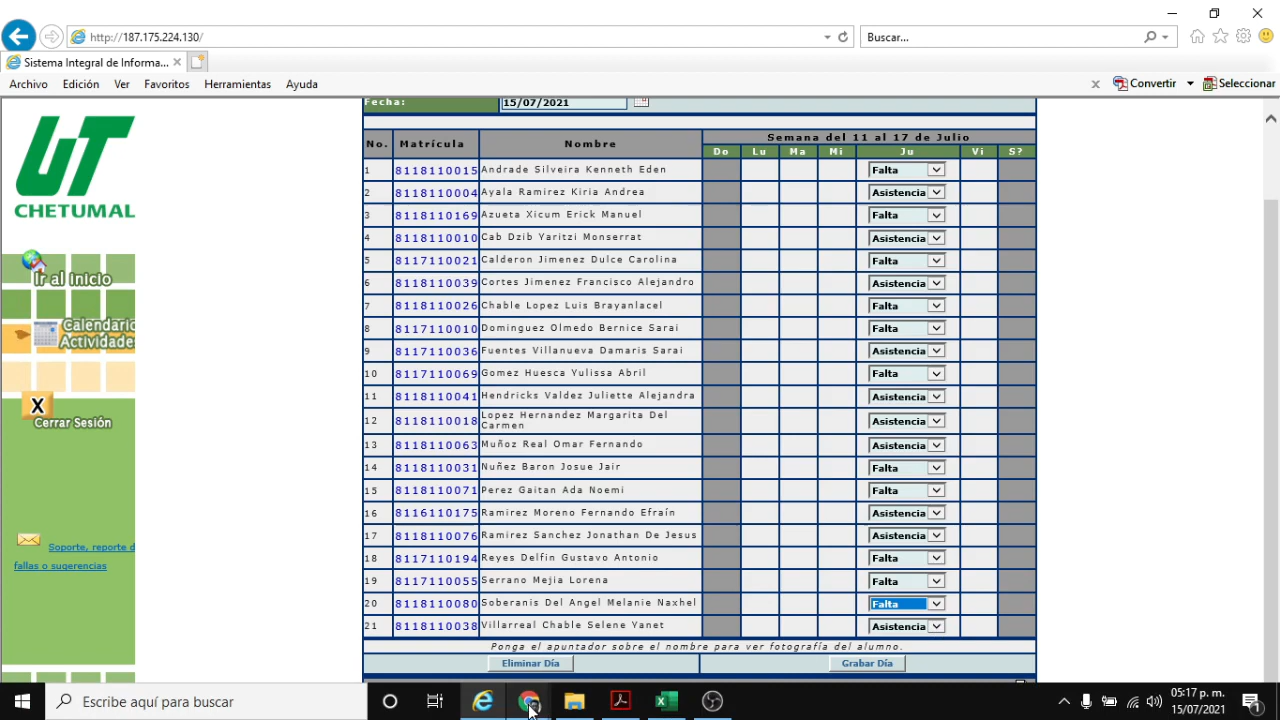 http://187.175.224.130/
Buscar...
Sistema Integral de Informa...
Archivo Edición Ver Favoritos Herramientas Ayuda
Convertir Seleccionar
UT
CHETUMAL
Ir al Inicio
Calendario
Actividades
X
Cerrar Sesión
Soporte, reporte d
fallas o sugerencias
Fecha: 15/07/2021
No. Matrícula Nombre Semana del 11 al 17 de Julio
Do Lu Ma Mi Ju Vi S?
1 8118110015 Andrade Silveira Kenneth Eden Falta
2 8118110004 Ayala Ramirez Kiria Andrea Asistencia
3 8118110169 Azueta Xicum Erick Manuel Falta
4 8118110010 Cab Dzib Yaritzi Monserrat Asistencia
5 8117110021 Calderon Jimenez Dulce Carolina Falta
6 8118110039 Cortes Jimenez Francisco Alejandro Asistencia
7 8118110026 Chable Lopez Luis Brayanlacel Falta
8 8117110010 Dominguez Olmedo Bernice Sarai Falta
9 8117110036 Fuentes Villanueva Damaris Sarai Asistencia
10 8117110069 Gomez Huesca Yulissa Abril Falta
11 8118110041 Hendricks Valdez Juliette Alejandra Asistencia
12 8118110018 Lopez Hernandez Margarita Del
Carmen Asistencia
13 8118110063 Muñoz Real Omar Fernando Asistencia
14 8118110031 Nuñez Baron Josue Jair Falta
15 8118110071 Perez Gaitan Ada Noemi Falta
16 8116110175 Ramirez Moreno Fernando Efraín Asistencia
17 8118110076 Ramirez Sanchez Jonathan De Jesus Asistencia
18 8117110194 Reyes Delfin Gustavo Antonio Falta
19 8117110055 Serrano Mejia Lorena Falta
20 8118110080 Soberanis Del Angel Melanie Naxhel Falta
21 8118110038 Villarreal Chable Selene Yanet Asistencia
Ponga el apuntador sobre el nombre para ver fotografía del alumno.
Eliminar Día Grabar Día
Escribe aquí para buscar
05:17 p. m.
15/07/2021
1